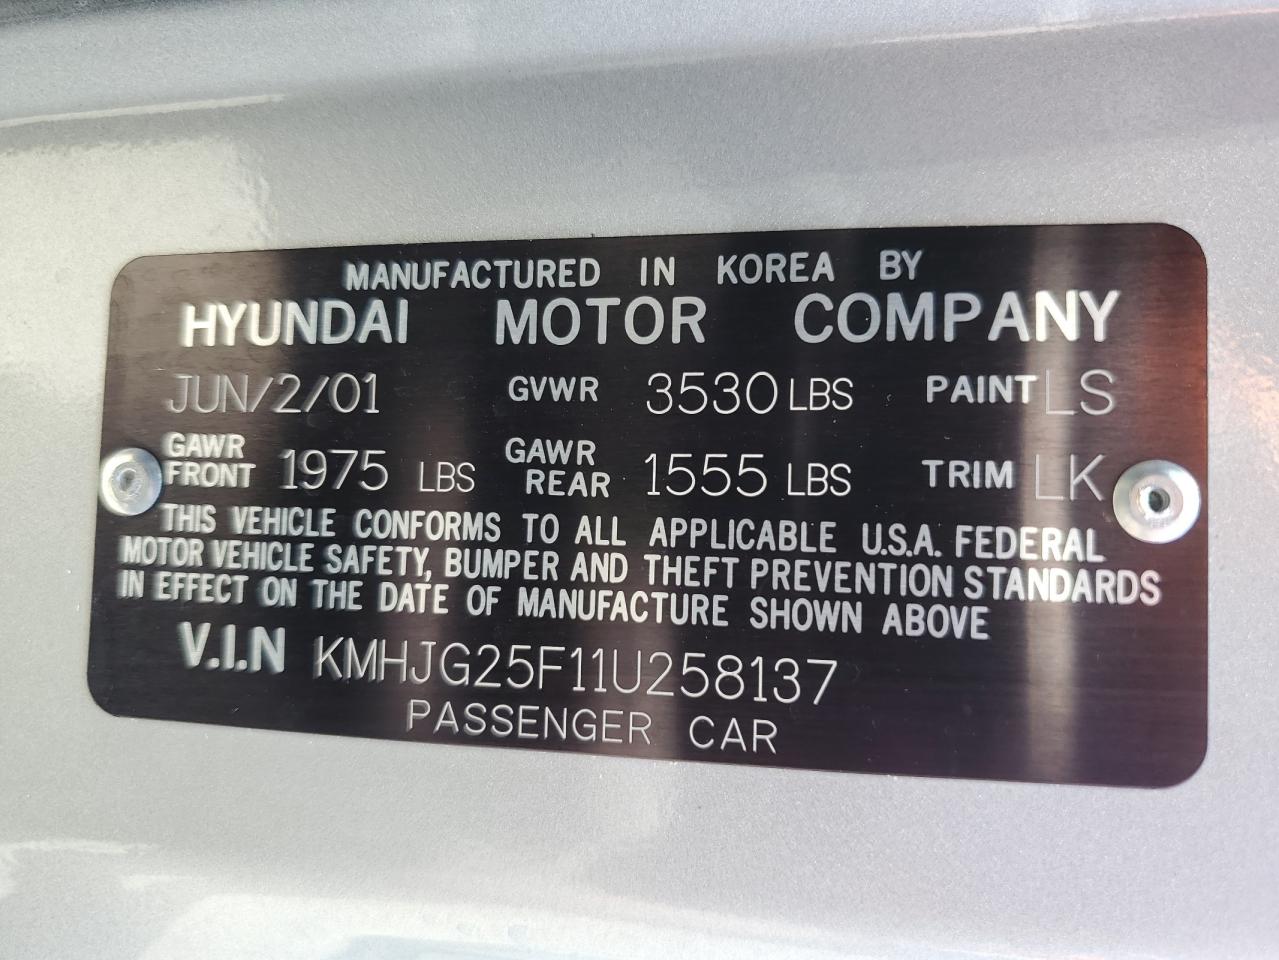 MANUFACTURED IN KOREA BY
HYUNDAI MOTOR COMPANY
JUN/2/01 GVWR 3530 LBS PAINT LS
GAWR FRONT 1975 LBS GAWR REAR 1555 LBS TRIM LK
THIS VEHICLE CONFORMS TO ALL APPLICABLE U.S.A. FEDERAL
MOTOR VEHICLE SAFETY, BUMPER AND THEFT PREVENTION STANDARDS
IN EFFECT ON THE DATE OF MANUFACTURE SHOWN ABOVE
V.I.N KMHJG25F11U258137
PASSENGER CAR